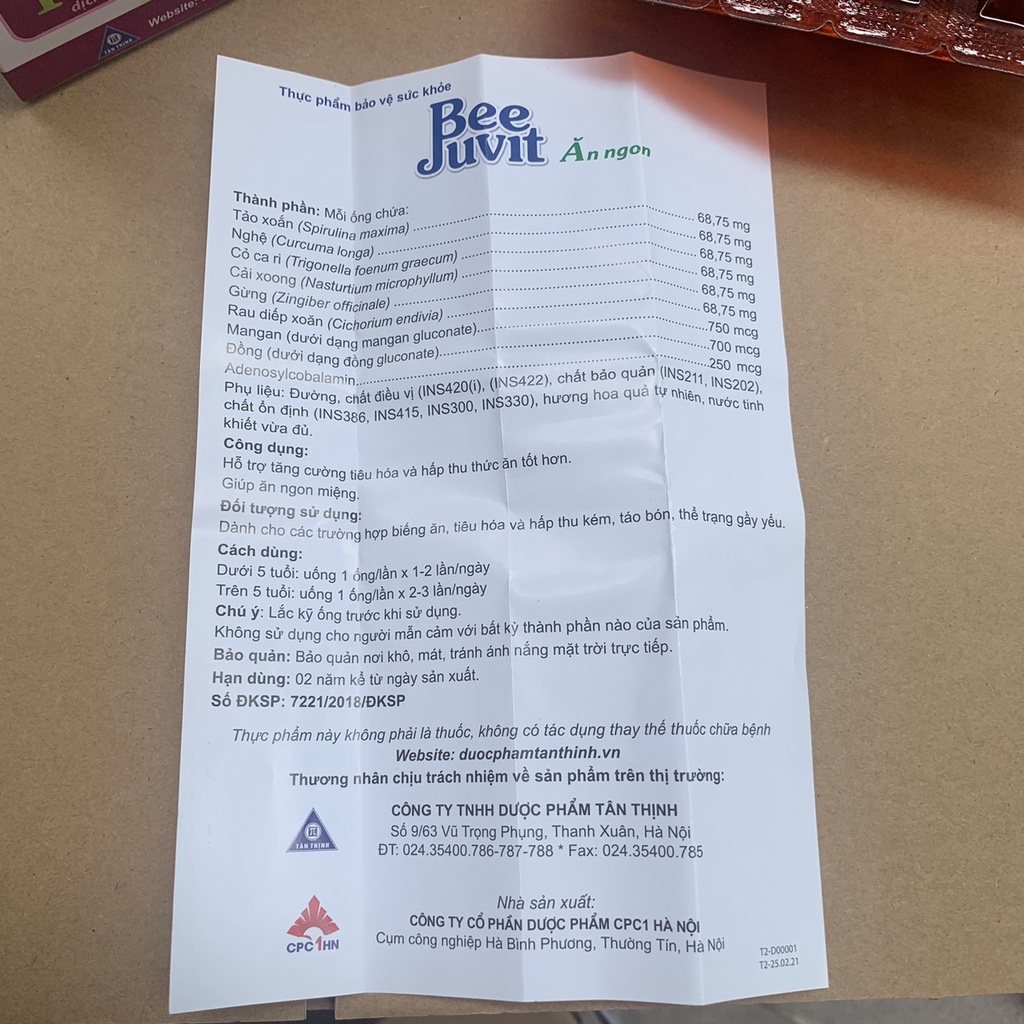 dịch
Website:
TÂN THỊNH
Thực phẩm bảo vệ sức khỏe
Bee Juvit Ăn ngon
Thành phần: Mỗi ống chứa:
Tảo xoắn (Spirulina maxima) ........ 68,75 mg
Nghệ (Curcuma longa) ........ 68,75 mg
Cỏ ca ri (Trigonella foenum graecum) ........ 68,75 mg
Cải xoong (Nasturtium microphyllum) ........ 68,75 mg
Gừng (Zingiber officinale) ........ 68,75 mg
Rau diếp xoăn (Cichorium endivia) ........ 68,75 mg
Mangan (dưới dạng mangan gluconate)........750 mcg
Đồng (dưới dạng đồng gluconate)........700 mcg
Adenosylcobalamin........250 mcg
Phụ liệu: Đường, chất điều vị (INS420(i), (INS422), chất bảo quản (INS211, INS202),
chất ổn định (INS386, INS415, INS300, INS330), hương hoa quả tự nhiên, nước tinh
khiết vừa đủ.
Công dụng:
Hỗ trợ tăng cường tiêu hóa và hấp thu thức ăn tốt hơn.
Giúp ăn ngon miệng.
Đối tượng sử dụng:
Dành cho các trường hợp biếng ăn, tiêu hóa và hấp thu kém, táo bón, thể trạng gầy yếu.
Cách dùng:
Dưới 5 tuổi: uống 1 ống/lần x 1-2 lần/ngày
Trên 5 tuổi: uống 1 ống/lần x 2-3 lần/ngày
Chú ý: Lắc kỹ ống trước khi sử dụng.
Không sử dụng cho người mẫn cảm với bất kỳ thành phần nào của sản phẩm.
Bảo quản: Bảo quản nơi khô, mát, tránh ánh nắng mặt trời trực tiếp.
Hạn dùng: 02 năm kể từ ngày sản xuất.
Số ĐKSP: 7221/2018/ĐKSP
Thực phẩm này không phải là thuốc, không có tác dụng thay thế thuốc chữa bệnh
Website: duocphamtanthinh.vn
Thương nhân chịu trách nhiệm về sản phẩm trên thị trường:
TÂN THỊNH
CÔNG TY TNHH DƯỢC PHẨM TÂN THỊNH
Số 9/63 Vũ Trọng Phụng, Thanh Xuân, Hà Nội
ĐT: 024.35400.786-787-788 * Fax: 024.35400.785
Nhà sản xuất:
CPC1HN
CÔNG TY CỔ PHẦN DƯỢC PHẨM CPC1 HÀ NỘI
Cụm công nghiệp Hà Bình Phương, Thường Tín, Hà Nội
T2-D00001
T2-25.02.21